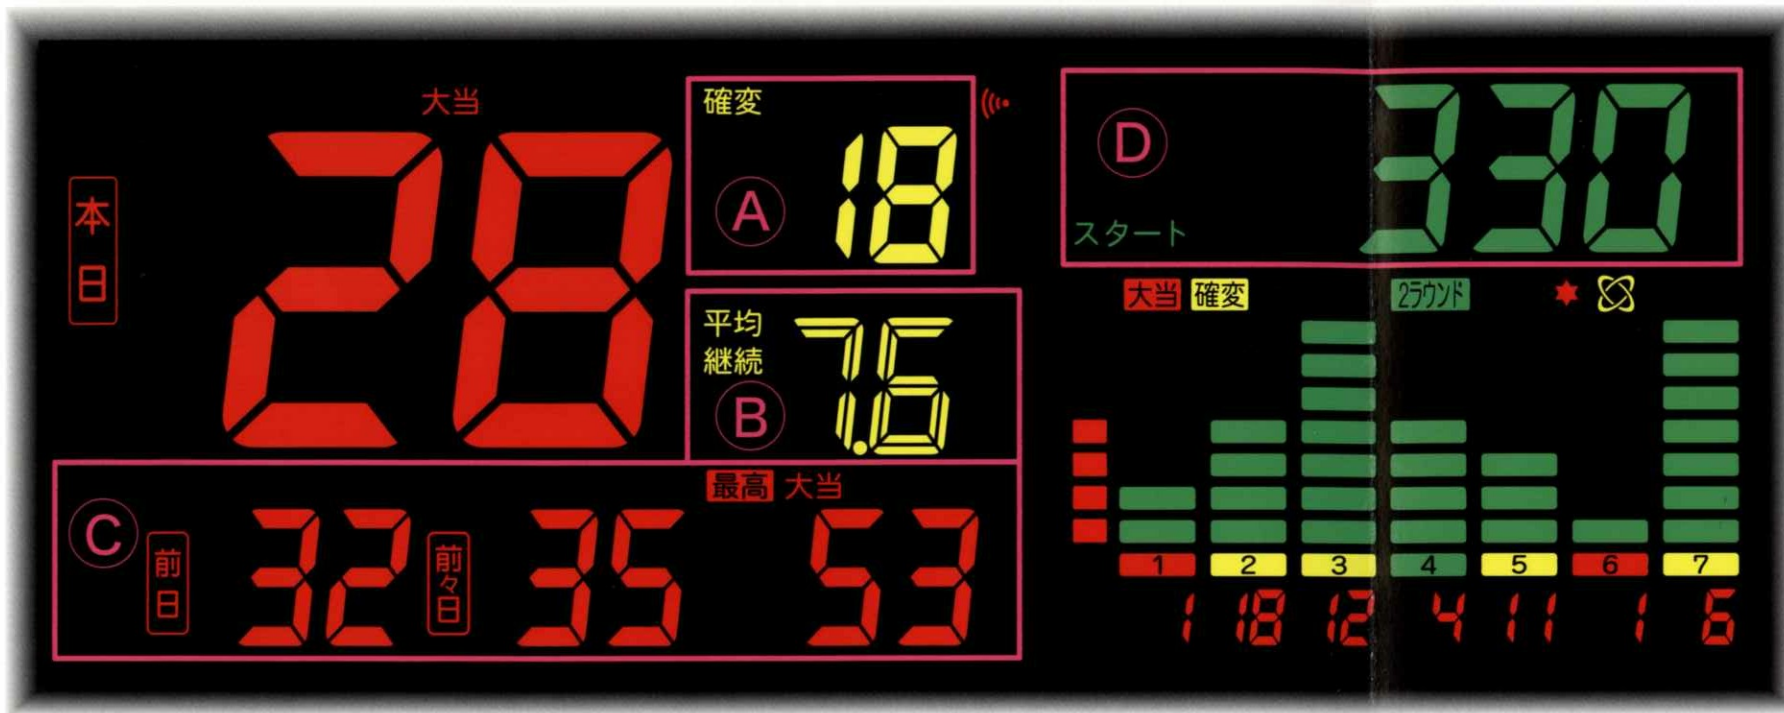 大当
本日
28
確変
A
18
平均
継続
B
7.6
C
前日
32
前々日
35
最高 大当
53
D
スタート
330
大当 確変 2ラウンド
1 2 3 4 5 6 7
1 18 12 4 11 1 6